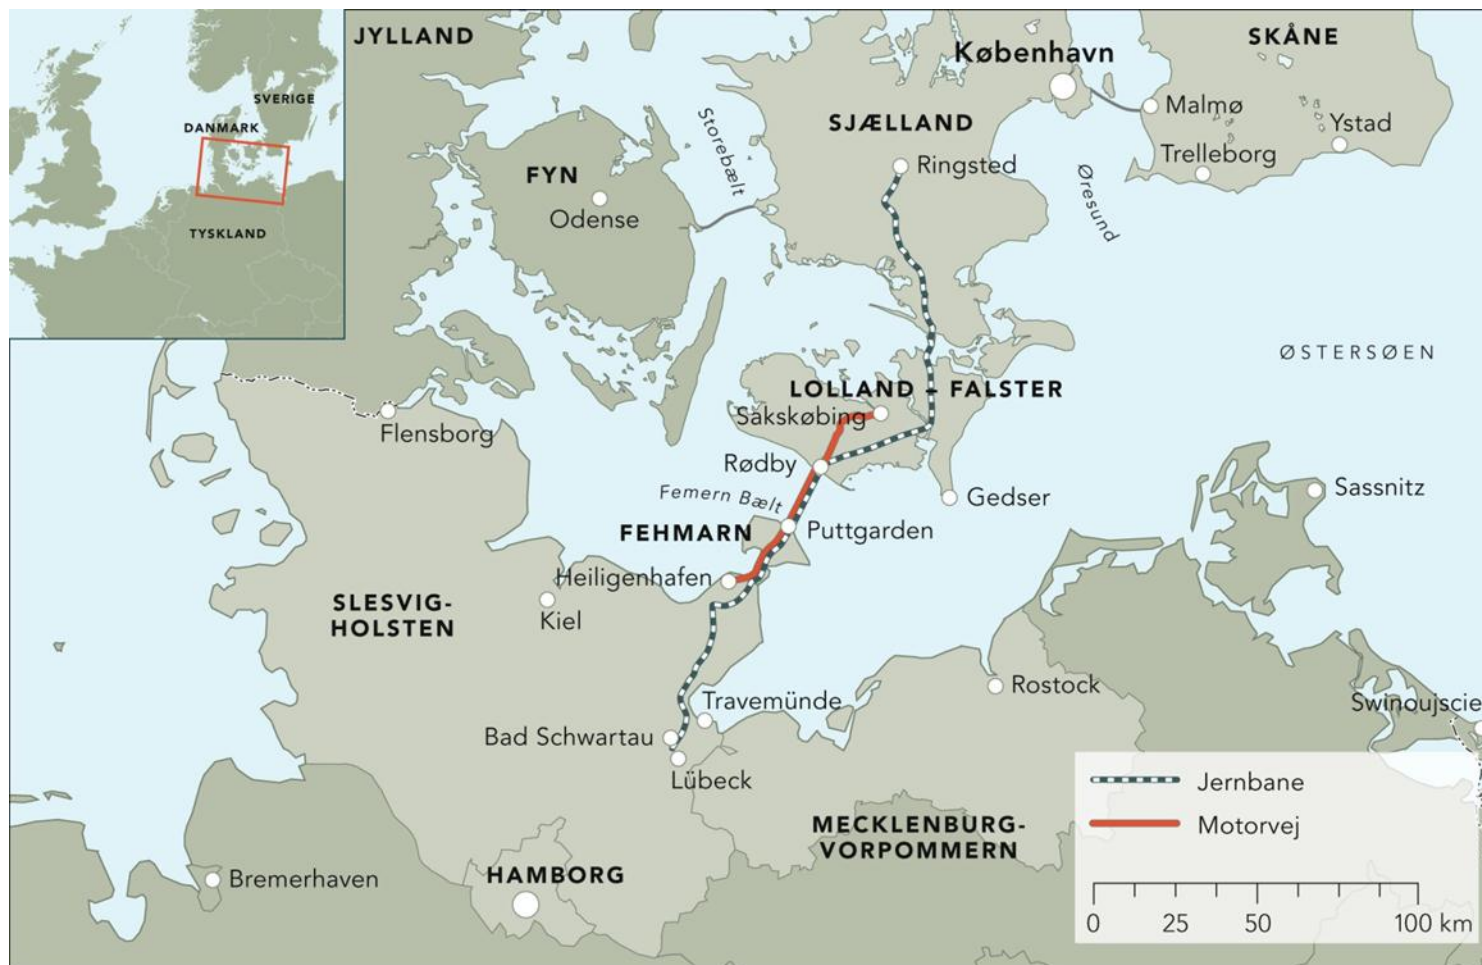 JYLLAND
København
SKÅNE
SVERIGE
DANMARK
TYSKLAND
Storebælt
SJÆLLAND
Malmø
Ystad
Trelleborg
Ringsted
FYN
Odense
Øresund
ØSTERSØEN
LOLLAND – FALSTER
Sakskøbing
Flensborg
Rødby
Femern Bælt
Gedser
Sassnitz
FEHMARN
Puttgarden
Heiligenhafen
Kiel
SLESVIG-
HOLSTEN
Travemünde
Rostock
Swinoujscie
Bad Schwartau
Lübeck
MECKLENBURG-
VORPOMMERN
HAMBORG
Bremerhaven
Jernbane
Motorvej
0 25 50 100 km